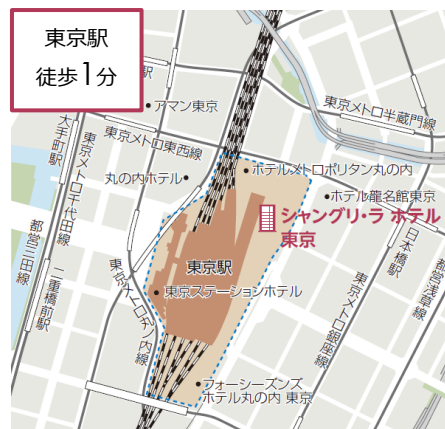 東京駅
徒歩1分
駅
アマン東京
東京メトロ半蔵門線
大手町駅
東京メトロ東西線
東京メトロ千代田線
丸の内ホテル
ホテルメトロポリタン丸の内
ホテル龍名館東京
シャングリ・ラ ホテル
東京
日本橋駅
都営浅草線
都営三田線
二重橋前駅
東京駅
東京ステーションホテル
東京メトロ丸ノ内線
東京メトロ銀座線
フォーシーズンズ
ホテル丸の内 東京